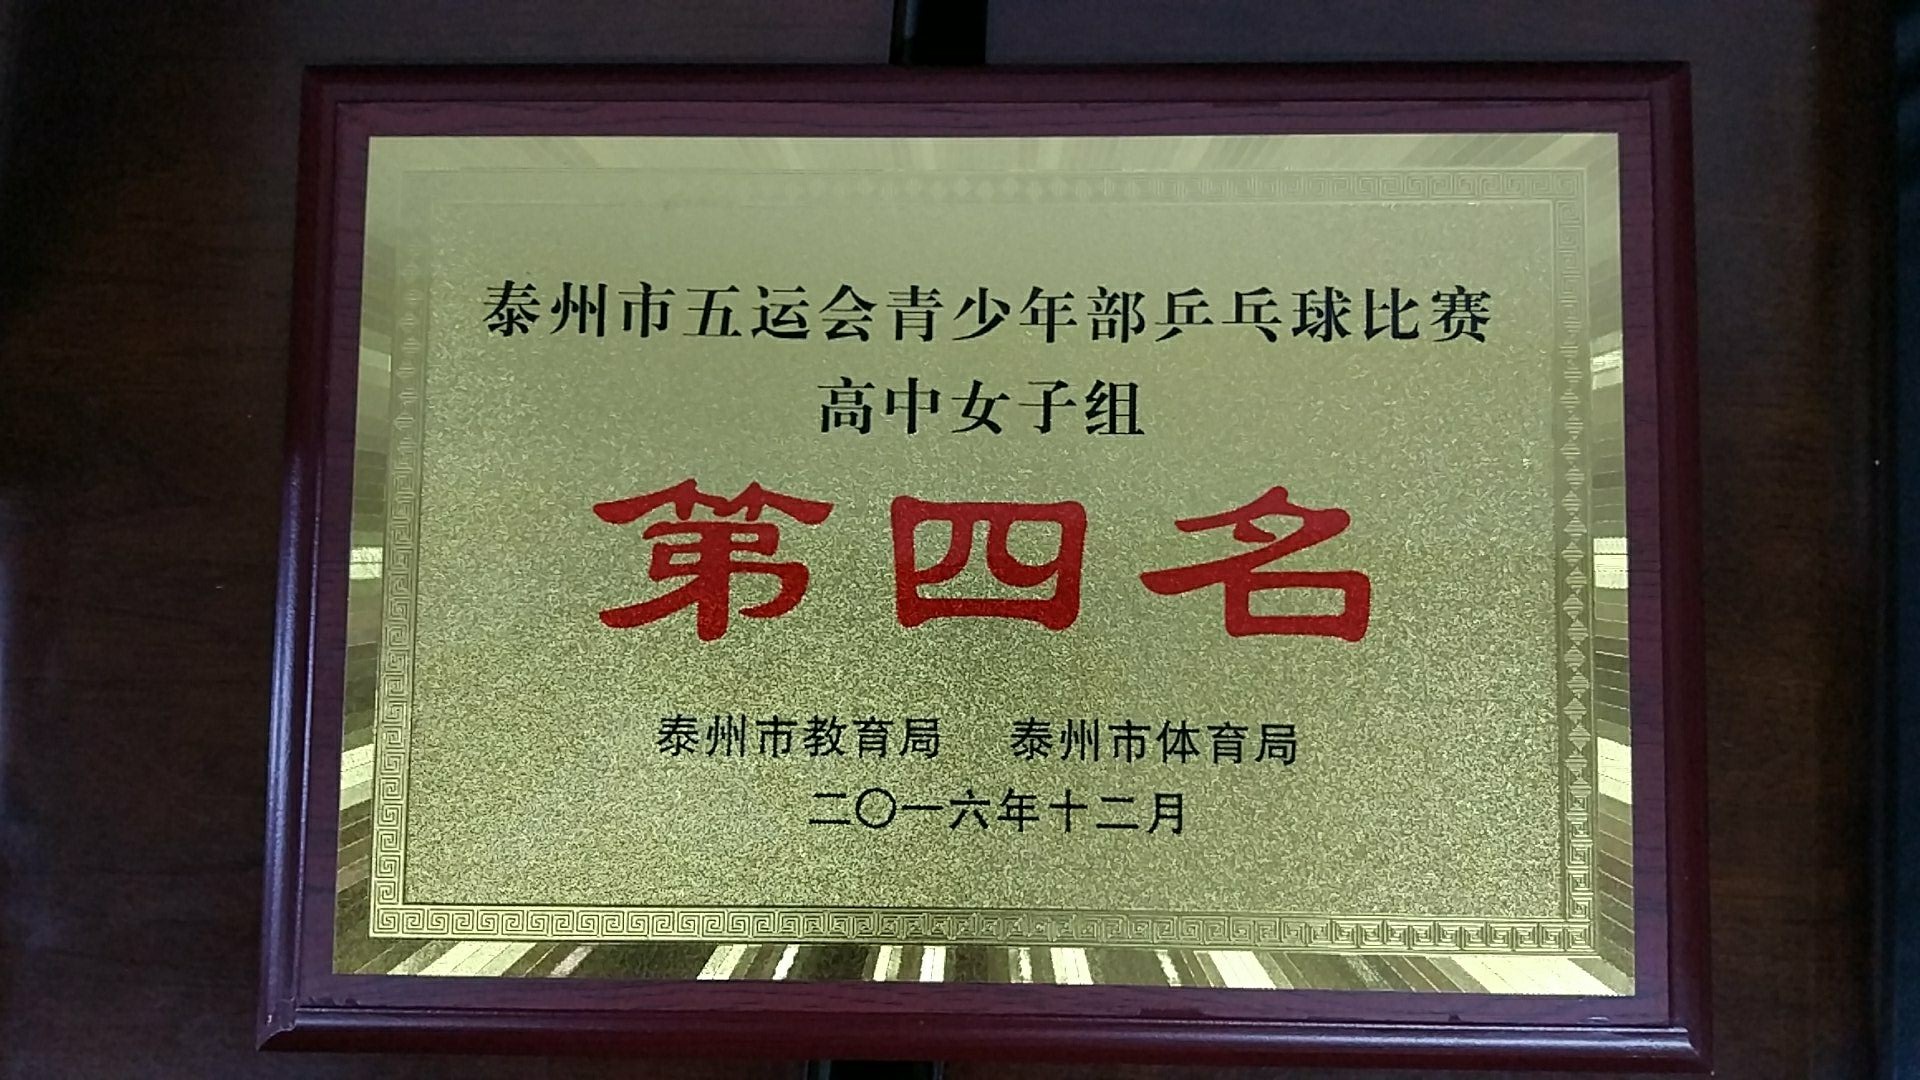 泰州市五运会青少年部乒乓球比赛
高中女子组
第四名
泰州市教育局 泰州市体育局
二〇一六年十二月